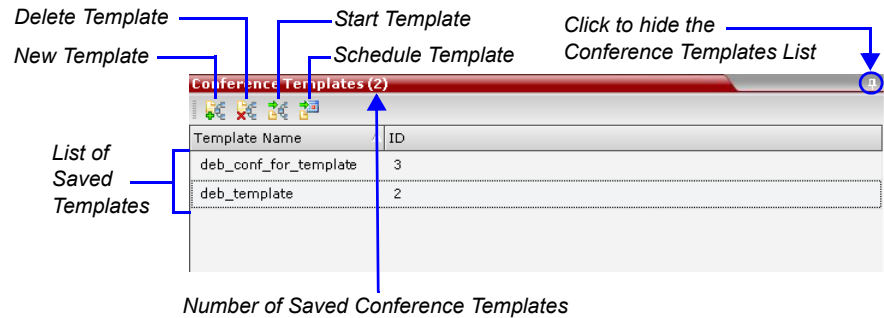 Delete Template
Start Template
Click to hide the
New Template
Schedule Template
Conference Templates List
Conference Templates (2)
Template Name
ID
List of
Saved
Templates
deb_conf_for_template 3
deb_template 2
Number of Saved Conference Templates